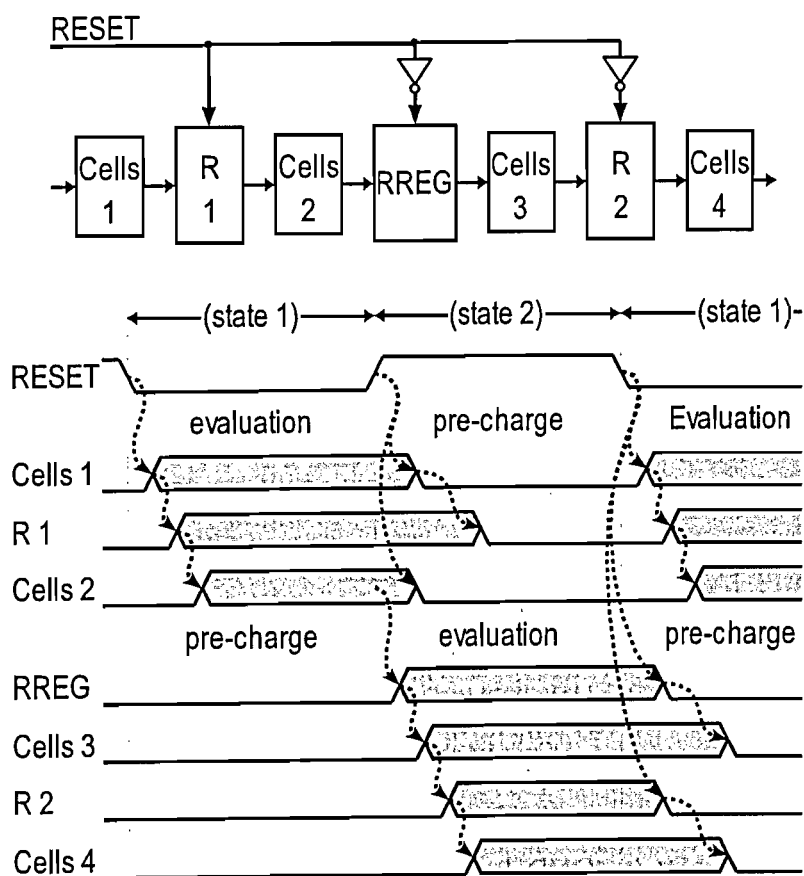 RESET
Cells 1
R 1
Cells 2
RREG
Cells 3
R 2
Cells 4
(state 1)
(state 2)
(state 1)
RESET
evaluation
pre-charge
Evaluation
Cells 1
R 1
Cells 2
pre-charge
evaluation
pre-charge
RREG
Cells 3
R 2
Cells 4